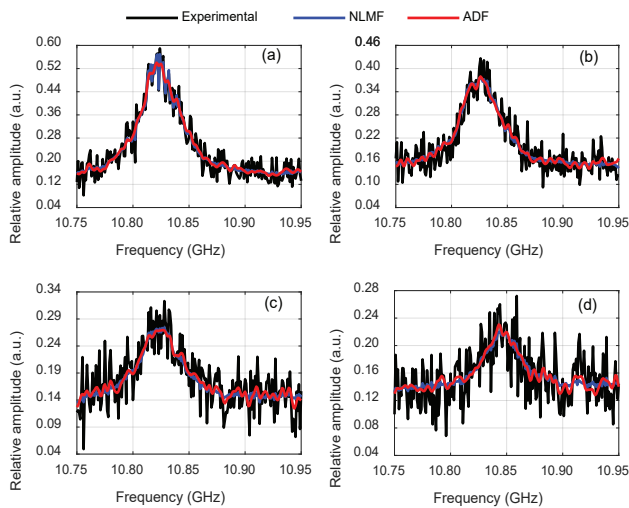 Experimental NLMF ADF
(a)
0.60
0.52
0.44
0.36
0.28
0.20
0.12
0.04
10.75 10.80 10.85 10.90 10.95
Relative amplitude (a.u.)
Frequency (GHz)
(b)
0.46
0.40
0.34
0.28
0.22
0.16
0.10
0.04
10.75 10.80 10.85 10.90 10.95
Relative amplitude (a.u.)
Frequency (GHz)
(c)
0.34
0.29
0.24
0.19
0.14
0.09
0.04
10.75 10.80 10.85 10.90 10.95
Relative amplitude (a.u.)
Frequency (GHz)
(d)
0.28
0.24
0.20
0.16
0.12
0.08
0.04
10.75 10.80 10.85 10.90 10.95
Relative amplitude (a.u.)
Frequency (GHz)